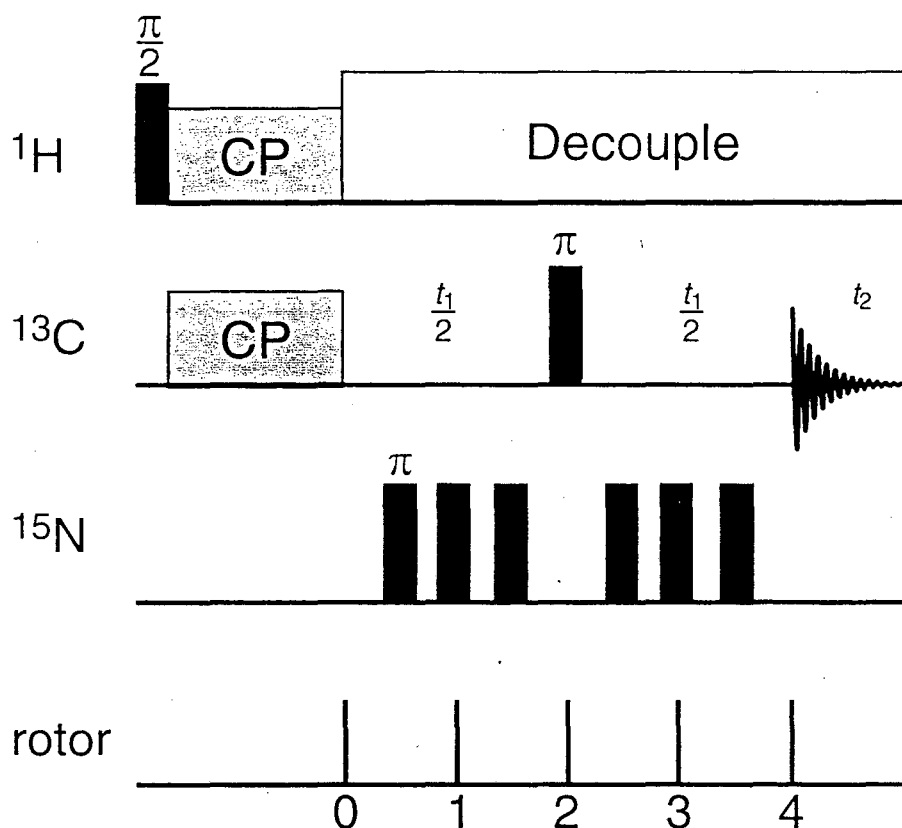 π/2
¹H
CP
Decouple
π
¹³C
CP
t₁/2
t₁/2
t₂
π
¹⁵N
rotor
0 1 2 3 4